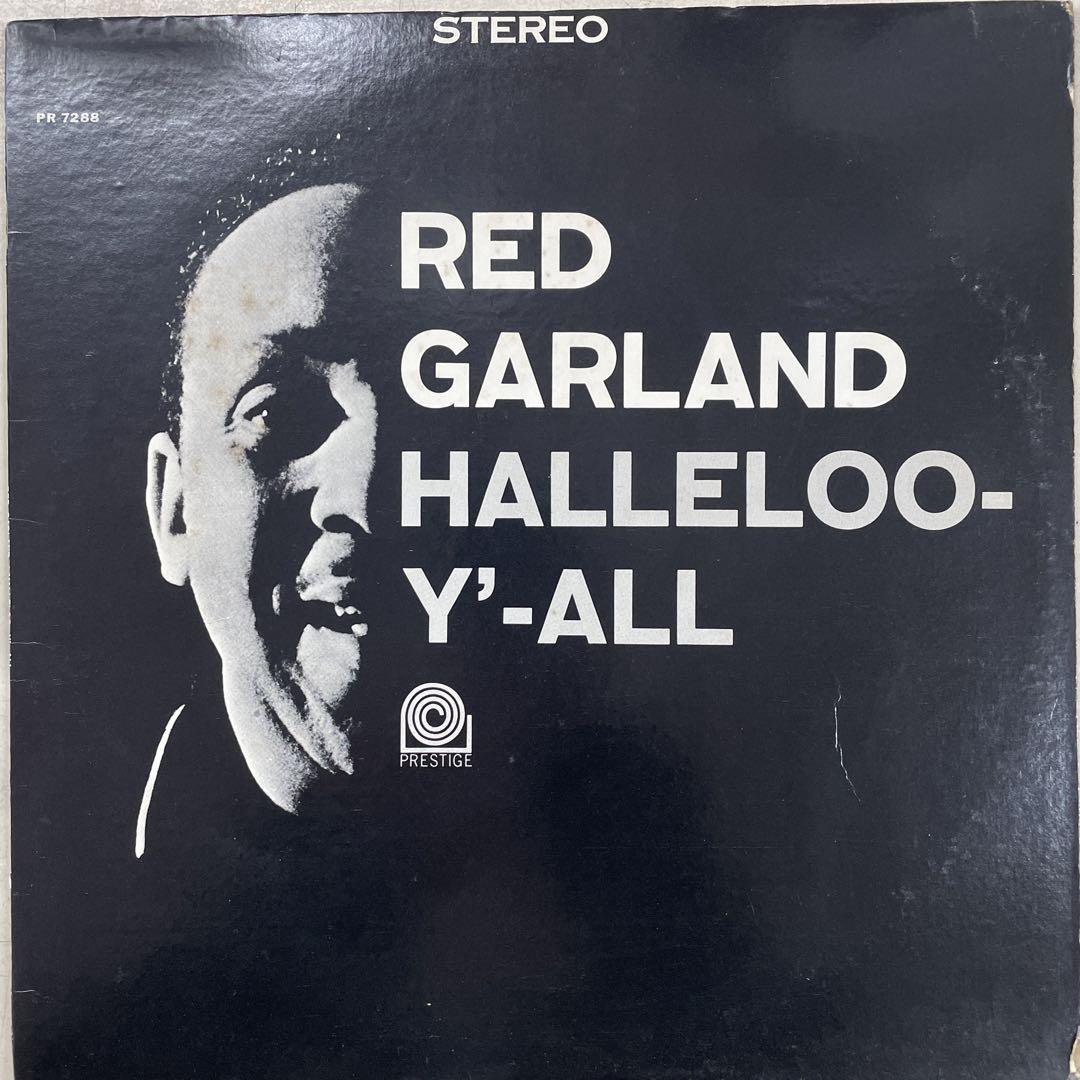 STEREO
PR 7288
RED
GARLAND
HALLELOO-
Y'-ALL
PRESTIGE